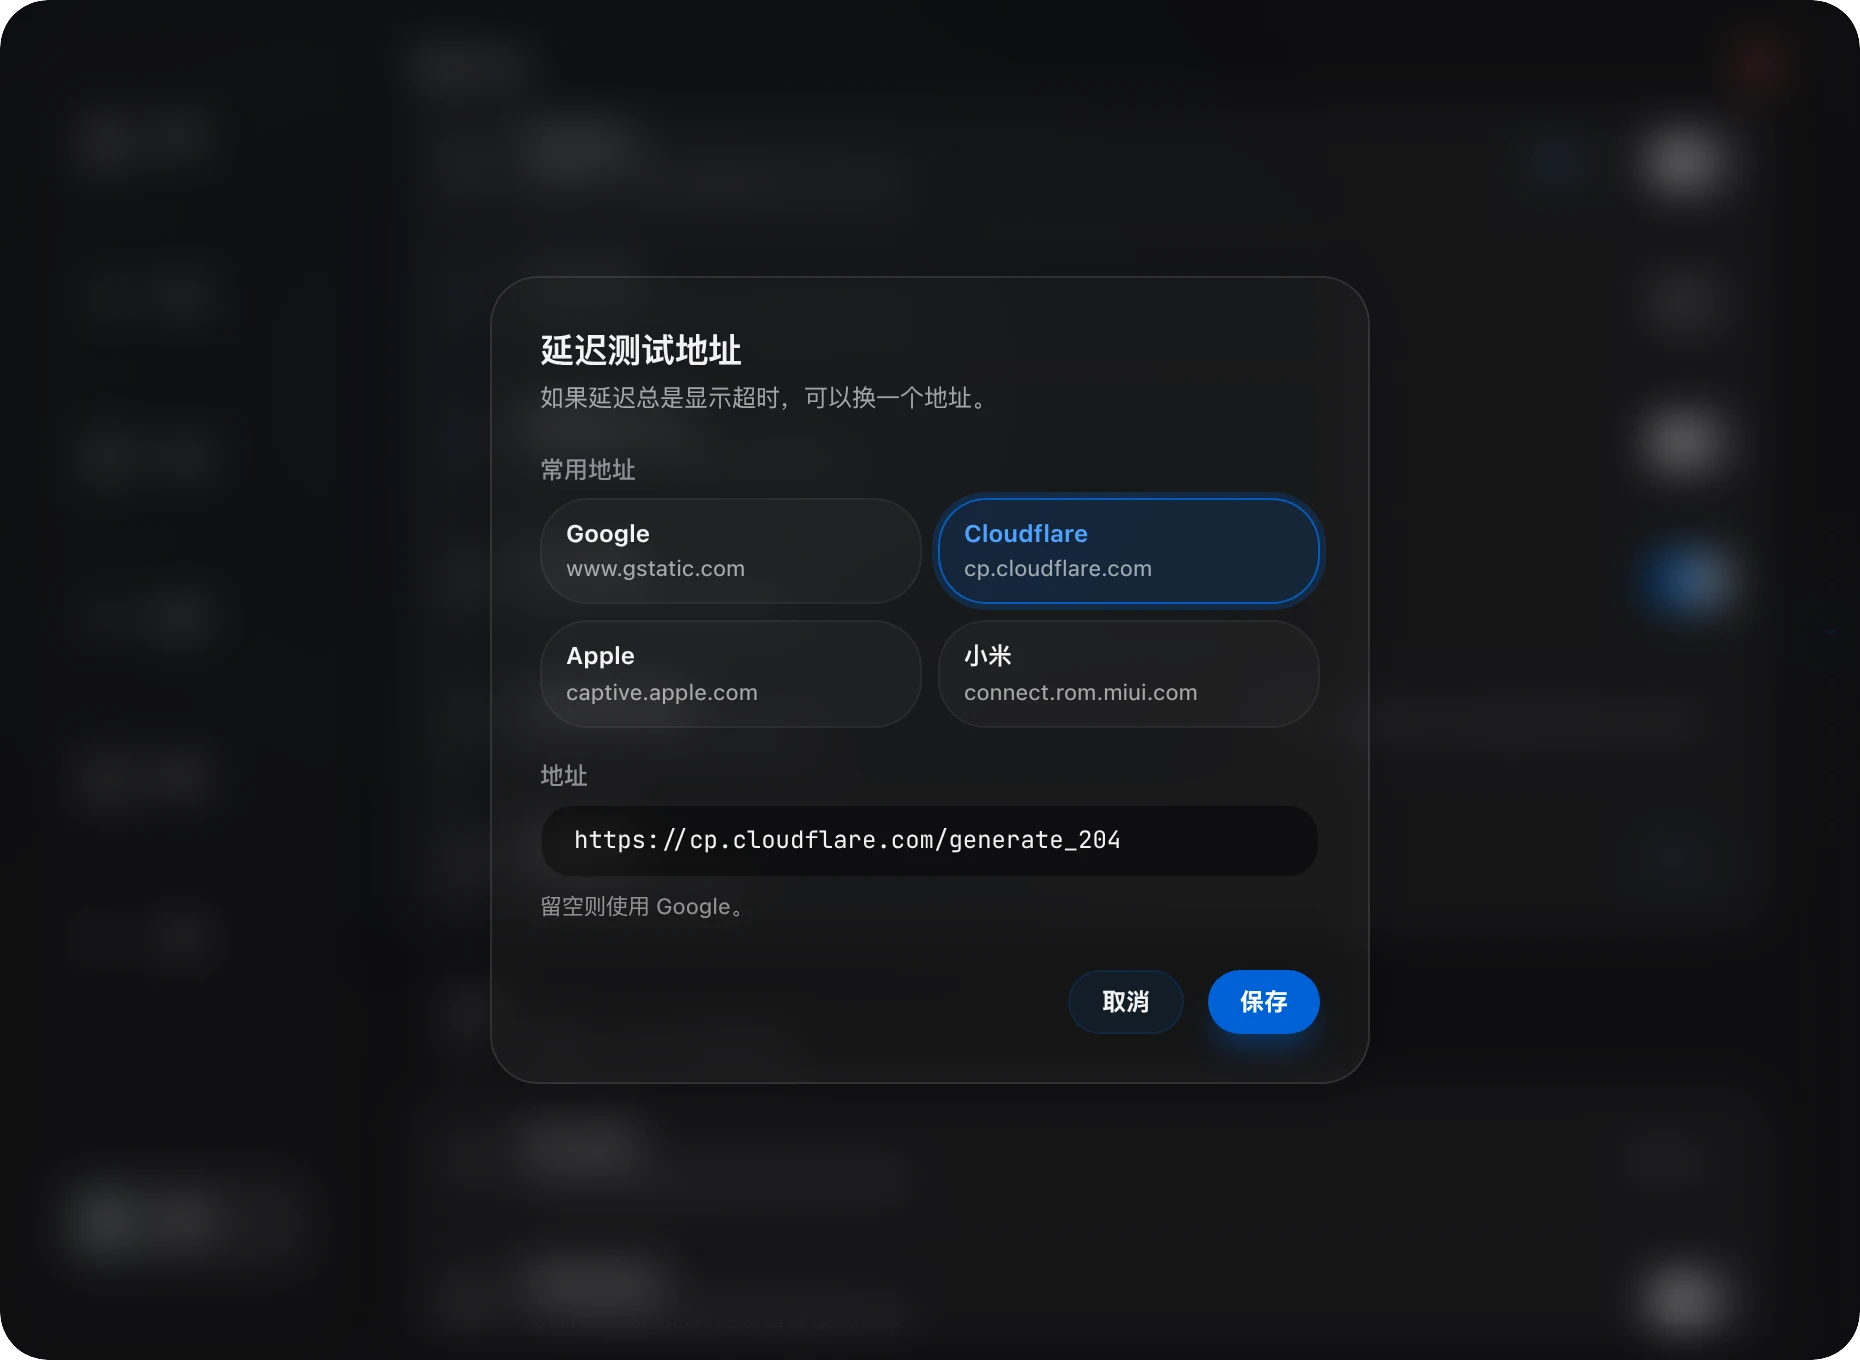 延迟测试地址
如果延迟总是显示超时，可以换一个地址。
常用地址
Google
www.gstatic.com
Cloudflare
cp.cloudflare.com
Apple
captive.apple.com
小米
connect.rom.miui.com
地址
https://cp.cloudflare.com/generate_204
留空则使用 Google。
取消
保存